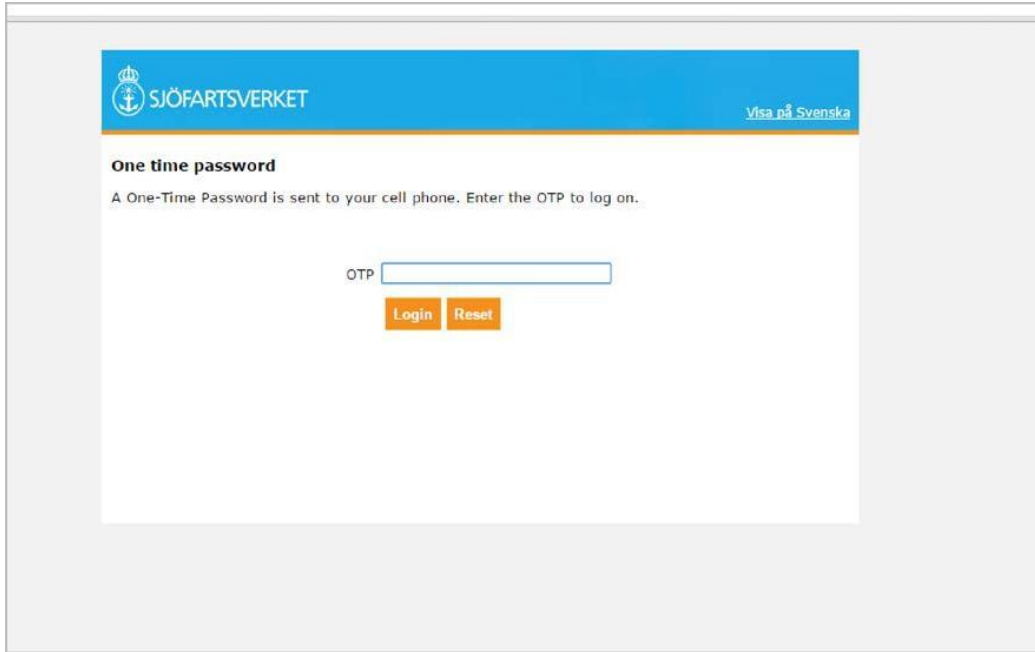 SJÖFARTSVERKET
Visa på Svenska
One time password
A One-Time Password is sent to your cell phone. Enter the OTP to log on.
OTP
Login Reset